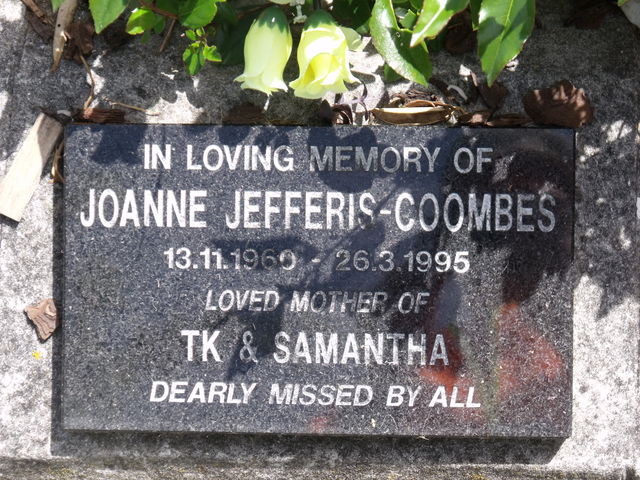 IN LOVING MEMORY OF
JOANNE JEFFERIS-COOMBES
13.11.1960 - 26.3.1995
LOVED MOTHER OF
TK & SAMANTHA
DEARLY MISSED BY ALL